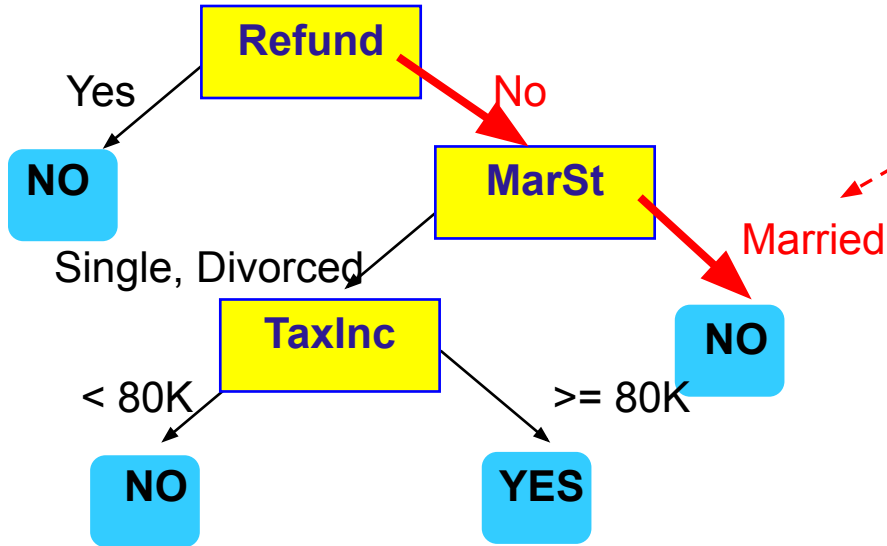 Refund
Yes
No
NO
MarSt
Married
Single, Divorced
TaxInc
NO
< 80K
>= 80K
NO
YES